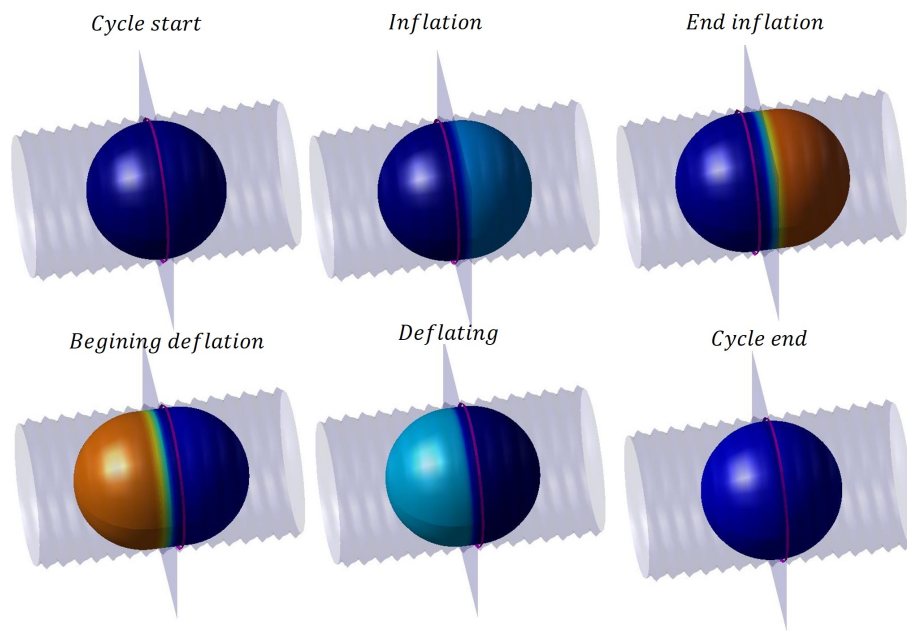 Cycle start
Inflation
End inflation
Begining deflation
Deflating
Cycle end